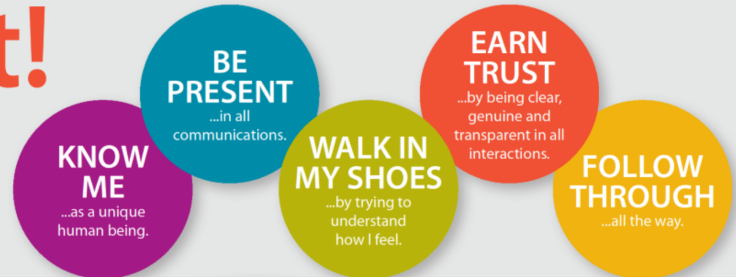 t!
KNOW
ME
...as a unique
human being.
BE
PRESENT
...in all
communications.
WALK IN
MY SHOES
...by trying to
understand
how I feel.
EARN
TRUST
...by being clear,
genuine and
transparent in all
interactions.
FOLLOW
THROUGH
...all the way.